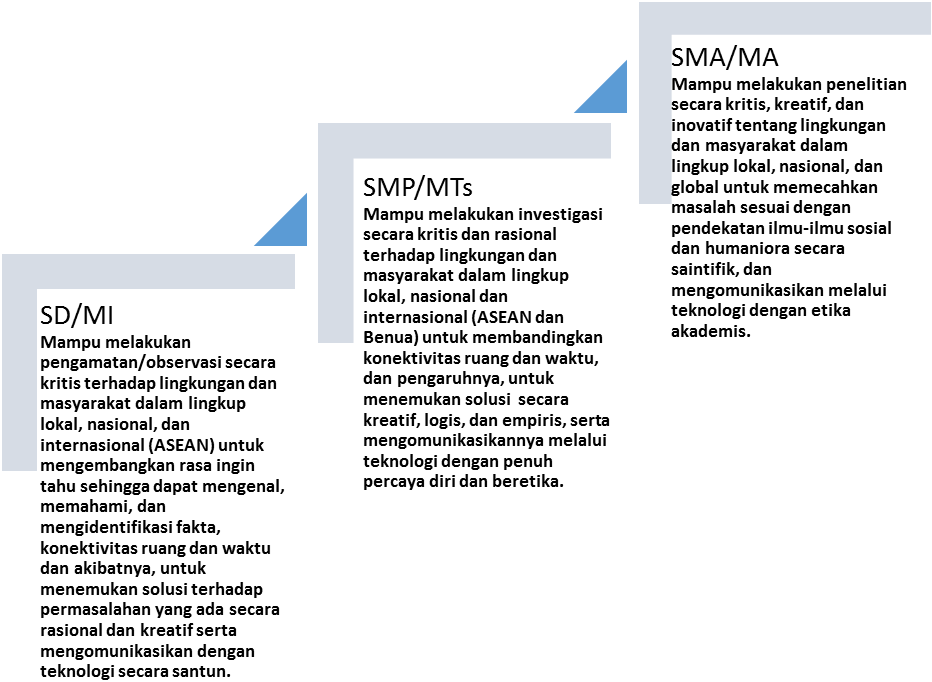 SD/MI
Mampu melakukan
pengamatan/observasi secara
kritis terhadap lingkungan dan
masyarakat dalam lingkup
lokal, nasional, dan
internasional (ASEAN) untuk
mengembangkan rasa ingin
tahu sehingga dapat mengenal,
memahami, dan
mengidentifikasi fakta,
konektivitas ruang dan waktu
dan akibatnya, untuk
menemukan solusi terhadap
permasalahan yang ada secara
rasional dan kreatif serta
mengomunikasikan dengan
teknologi secara santun.
SMP/MTs
Mampu melakukan investigasi
secara kritis dan rasional
terhadap lingkungan dan
masyarakat dalam lingkup
lokal, nasional dan
internasional (ASEAN dan
Benua) untuk membandingkan
konektivitas ruang dan waktu,
dan pengaruhnya, untuk
menemukan solusi secara
kreatif, logis, dan empiris, serta
mengomunikasikannya melalui
teknologi dengan penuh
percaya diri dan beretika.
SMA/MA
Mampu melakukan penelitian
secara kritis, kreatif, dan
inovatif tentang lingkungan
dan masyarakat dalam
lingkup lokal, nasional, dan
global untuk memecahkan
masalah sesuai dengan
pendekatan ilmu-ilmu sosial
dan humaniora secara
saintifik, dan
mengomunikasikan melalui
teknologi dengan etika
akademis.